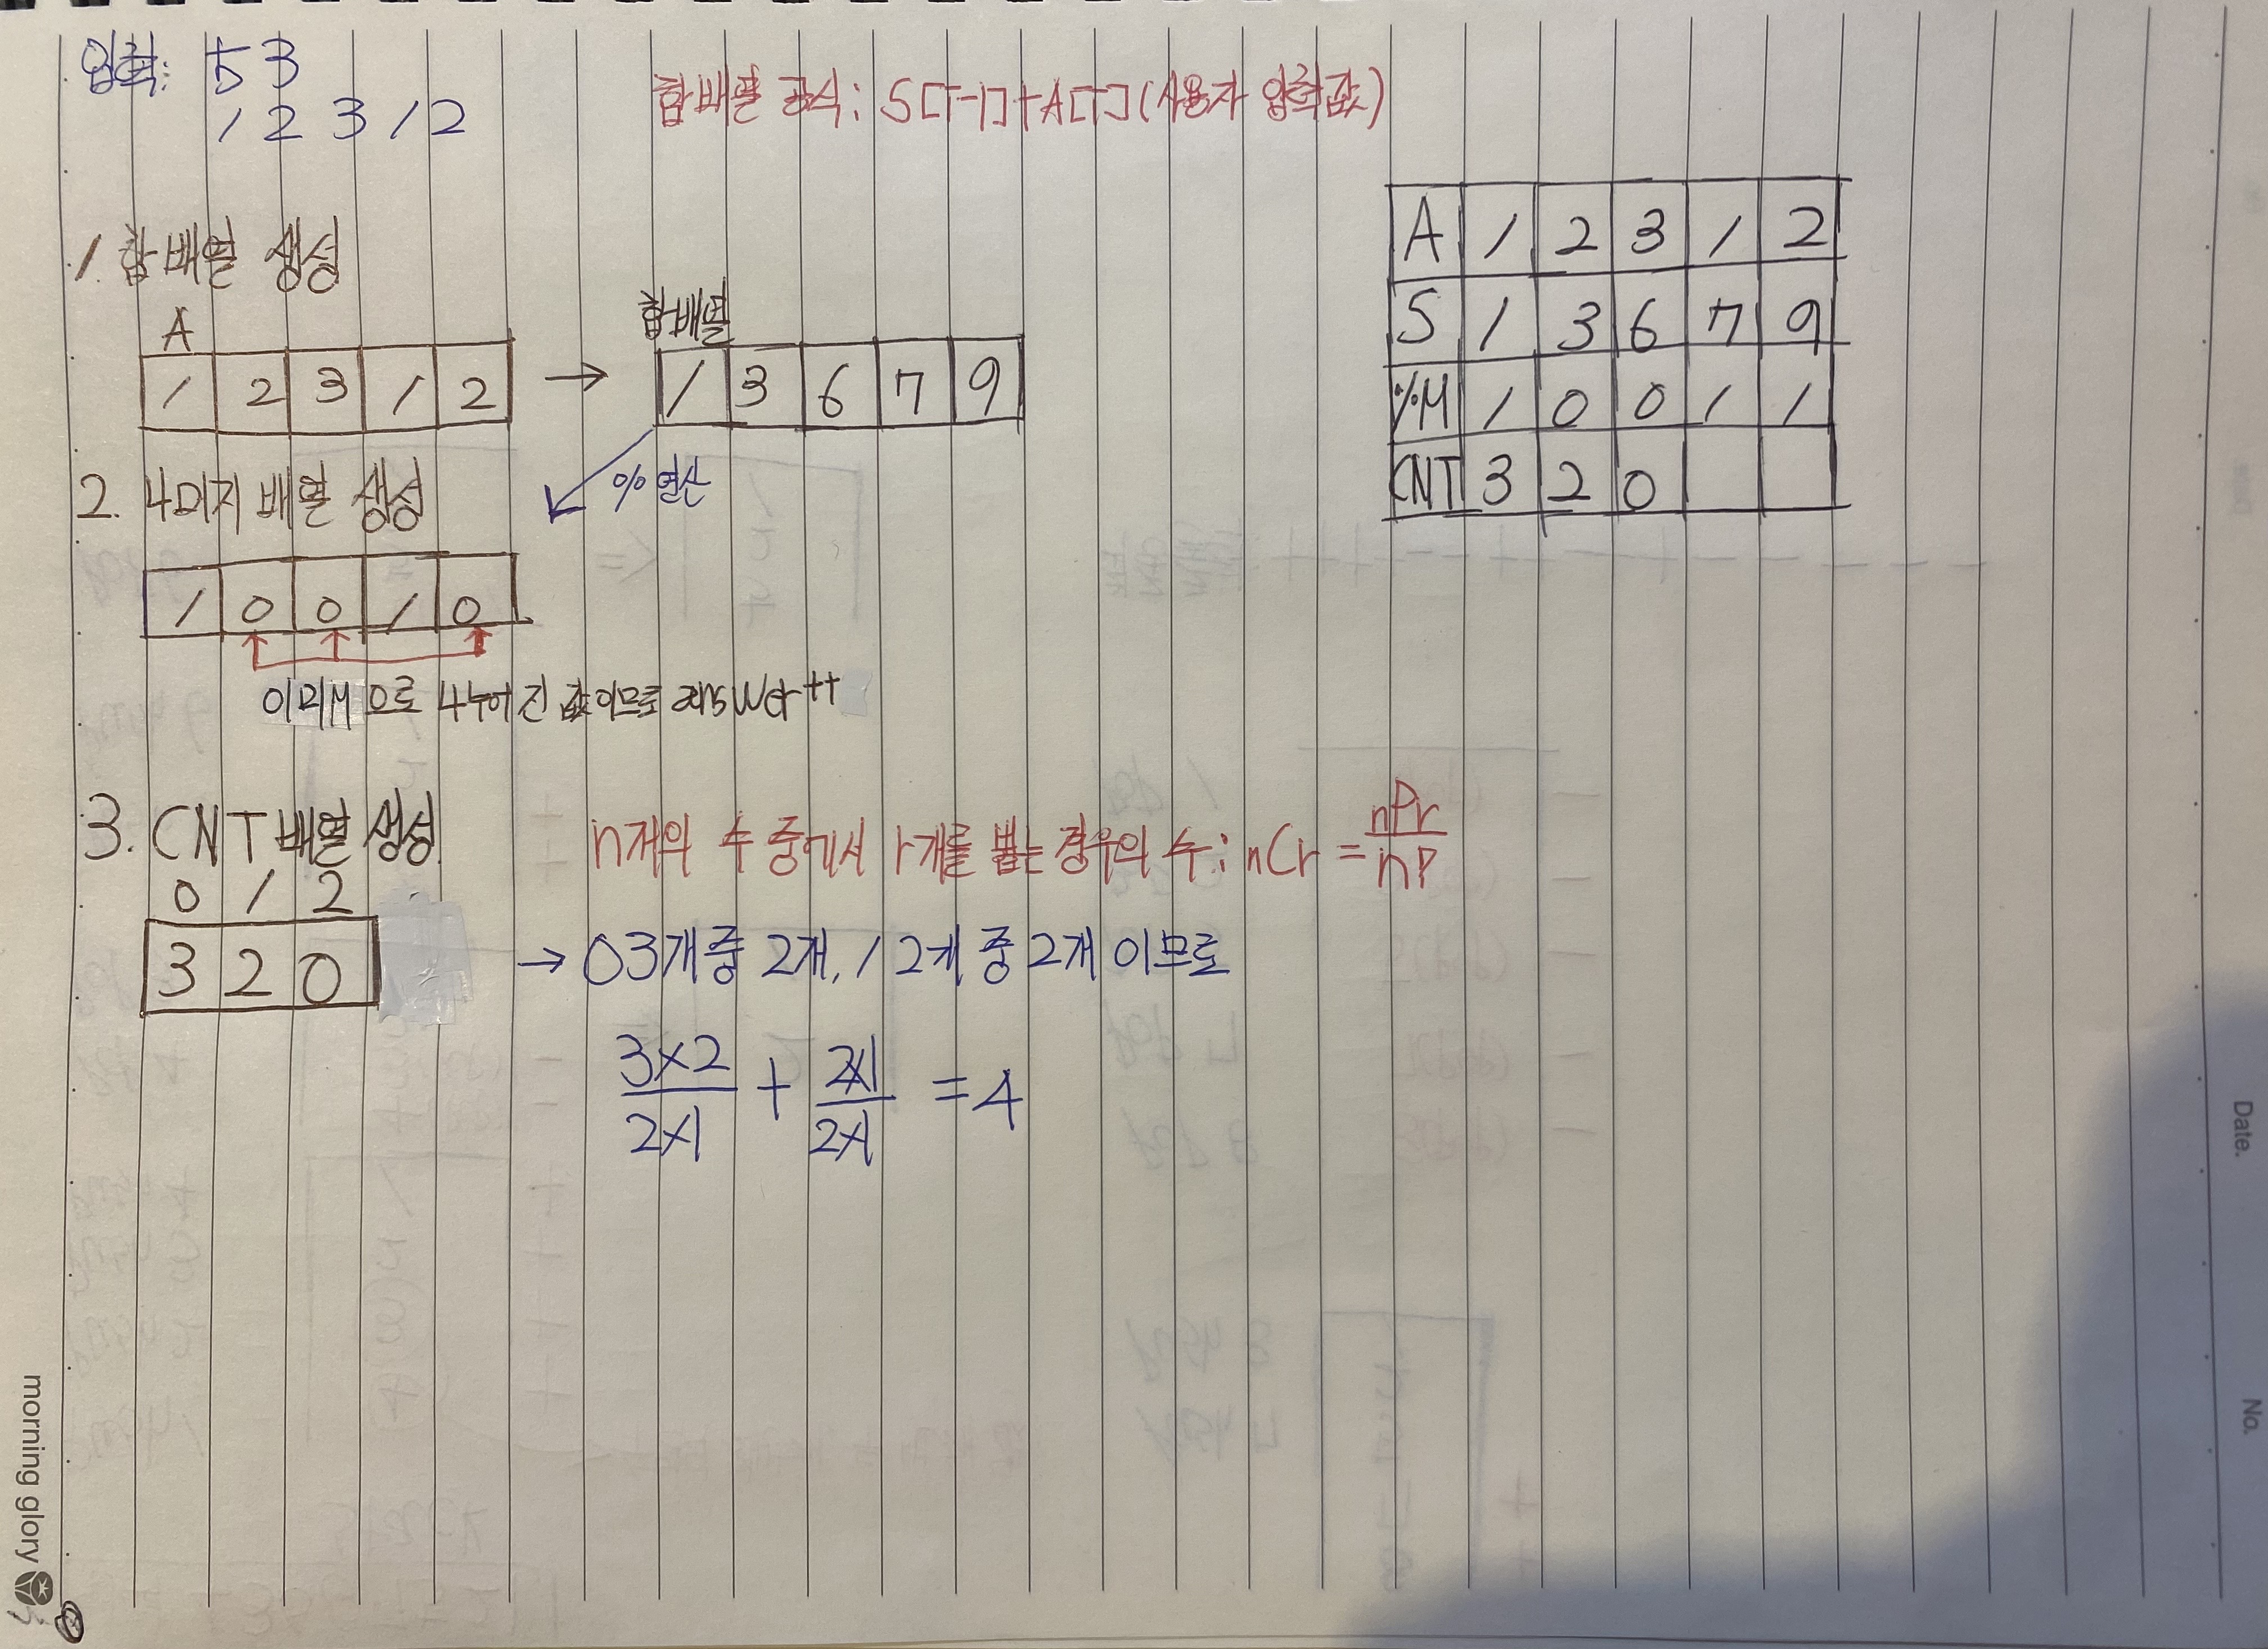 입력: 5 3
1 2 3 1 2
합배열 공식: S[i-1]+A[i](사용자 입력값)
1. 합배열 생성
A
1 2 3 1 2
→
합배열
1 3 6 7 9
% 연산
A 1 2 3 1 2
S 1 3 6 7 9
%M 1 0 0 1 1
CNT 3 2 0
2. 나머지 배열 생성
1 0 0 1 0
이미 M으로 나누어진 값이므로 answer++
3. CNT 배열 생성
0 1 2
3 2 0
n개의 수 중에서 r개를 뽑는 경우의 수: nCr = nPr / nP
→ 0 3개 중 2개, 1 2개 중 2개 이므로
3×2 / 2×1 + 2×1 / 2×1 = 4
morning glory
Date.
No.